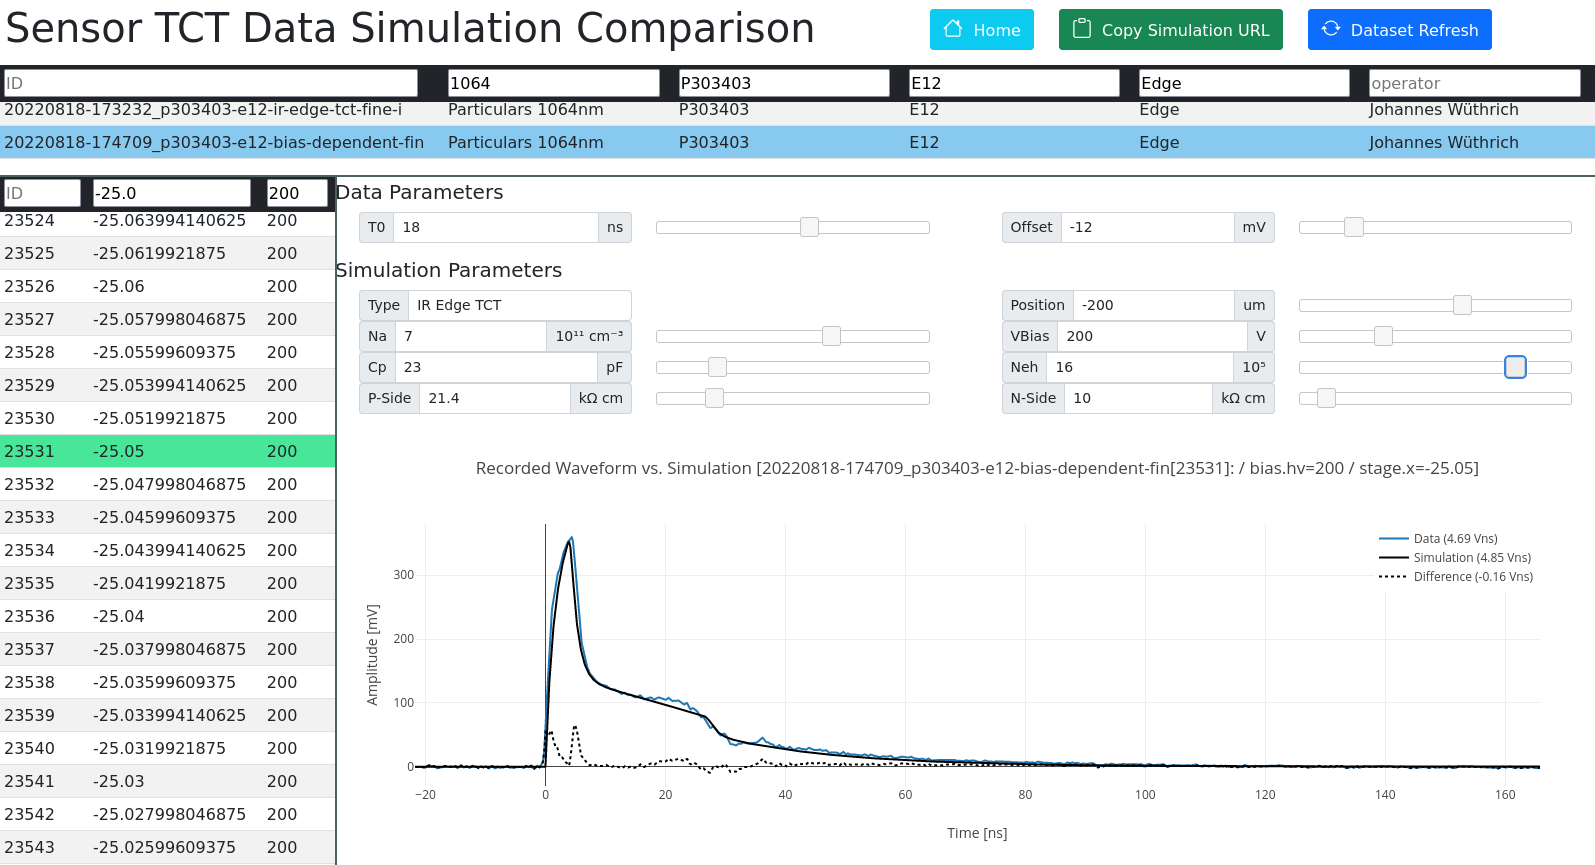 Sensor TCT Data Simulation Comparison
Home
Copy Simulation URL
Dataset Refresh
ID 1064 P303403 E12 Edge operator
20220818-173232_p303403-e12-ir-edge-tct-fine-i Particulars 1064nm P303403 E12 Edge Johannes Wüthrich
20220818-174709_p303403-e12-bias-dependent-fin Particulars 1064nm P303403 E12 Edge Johannes Wüthrich
ID -25.0 200
23524 -25.063994140625 200
23525 -25.0619921875 200
23526 -25.06 200
23527 -25.057998046875 200
23528 -25.05599609375 200
23529 -25.053994140625 200
23530 -25.0519921875 200
23531 -25.05 200
23532 -25.047998046875 200
23533 -25.04599609375 200
23534 -25.043994140625 200
23535 -25.0419921875 200
23536 -25.04 200
23537 -25.037998046875 200
23538 -25.03599609375 200
23539 -25.033994140625 200
23540 -25.0319921875 200
23541 -25.03 200
23542 -25.027998046875 200
23543 -25.02599609375 200
Data Parameters
T0 18 ns
Offset -12 mV
Simulation Parameters
Type IR Edge TCT
Position -200 um
Na 7 10¹¹ cm⁻³
VBias 200 V
Cp 23 pF
Neh 16 10⁵
P-Side 21.4 kΩ cm
N-Side 10 kΩ cm
Recorded Waveform vs. Simulation [20220818-174709_p303403-e12-bias-dependent-fin[23531]: / bias.hv=200 / stage.x=-25.05]
Data (4.69 Vns)
Simulation (4.85 Vns)
Difference (-0.16 Vns)
Amplitude [mV]
300
200
100
0
−20 0 20 40 60 80 100 120 140 160
Time [ns]